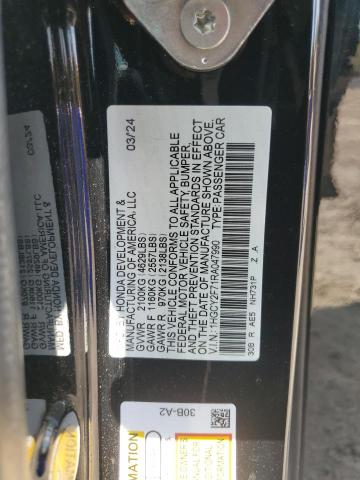 MFD BY HONDA DEVELOPMENT &
MANUFACTURING OF AMERICA, LLC
03/24
GVWR 2100KG(4629LBS)
GAWR F 1160KG(2557LBS)
GAWR R 970KG(2138LBS)
THIS VEHICLE CONFORMS TO ALL APPLICABLE
FEDERAL MOTOR VEHICLE SAFETY, BUMPER,
AND THEFT PREVENTION STANDARDS IN EFFECT
ON THE DATE OF MANUFACTURE SHOWN ABOVE.
V.I.N.: 1HGCY2F71RA047990 TYPE:PASSENGER CAR
30B R AE5 NH731P Z A
30B-A2